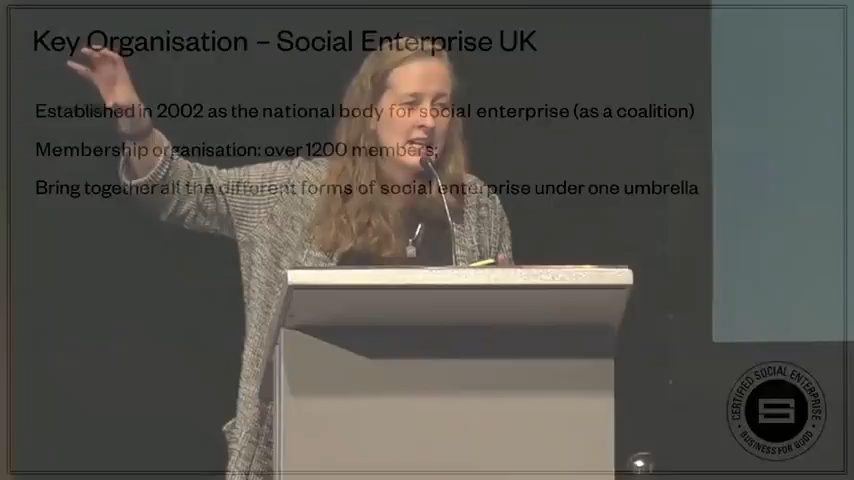 Key Organisation – Social Enterprise UK
Established in 2002 as the national body for social enterprise (as a coalition)
Membership organisation: over 1200 members;
Bring together all the different forms of social enterprise under one umbrella
CERTIFIED SOCIAL ENTERPRISE
BUSINESS FOR GOOD